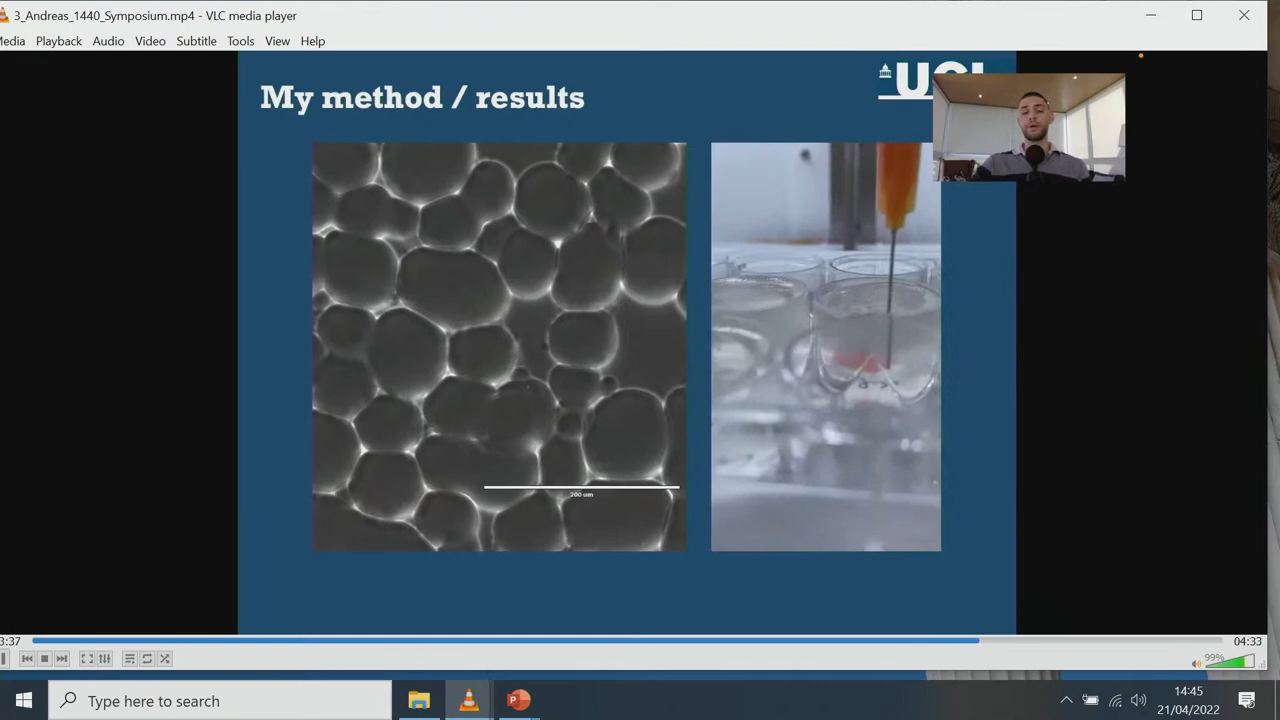 3_Andreas_1440_Symposium.mp4 - VLC media player
Media Playback Audio Video Subtitle Tools View Help
My method / results
200 um
3:37
04:33
99%
Type here to search
14:45
21/04/2022